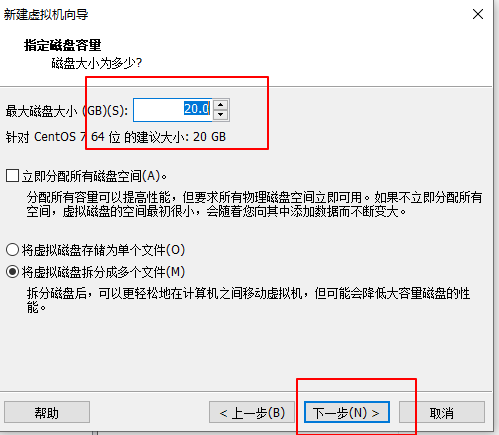 新建虚拟机向导
指定磁盘容量
磁盘大小为多少?
最大磁盘大小 (GB)(S): 20.0
针对 CentOS 7 64 位 的建议大小: 20 GB
立即分配所有磁盘空间(A)。
分配所有容量可以提高性能，但要求所有物理磁盘空间立即可用。如果不立即分配所有
空间，虚拟磁盘的空间最初很小，会随着您向其中添加数据而不断变大。
将虚拟磁盘存储为单个文件(O)
将虚拟磁盘拆分成多个文件(M)
拆分磁盘后，可以更轻松地在计算机之间移动虚拟机，但可能会降低大容量磁盘的性
能。
帮助 < 上一步(B) 下一步(N) > 取消